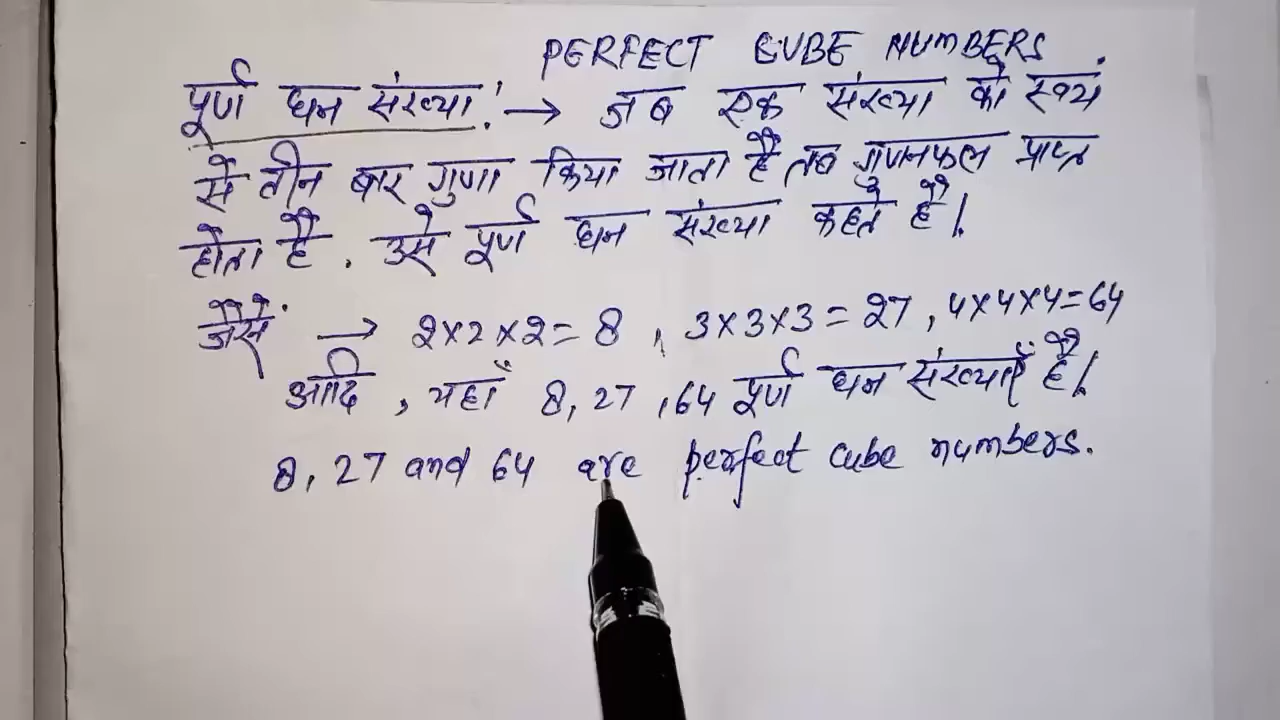 PERFECT CUBE NUMBERS
पूर्ण घन संख्या :→ जब एक संख्या को स्वयं
से तीन बार गुणा किया जाता है तब गुणनफल प्राप्त
होता है . उसे पूर्ण घन संख्या कहते है ।
जैसे → 2×2×2=8 , 3×3×3=27 , 4×4×4=64
आदि , यहाँ 8, 27 ,64 पूर्ण घन संख्याएँ है ।
8, 27 and 64 are perfect cube numbers.